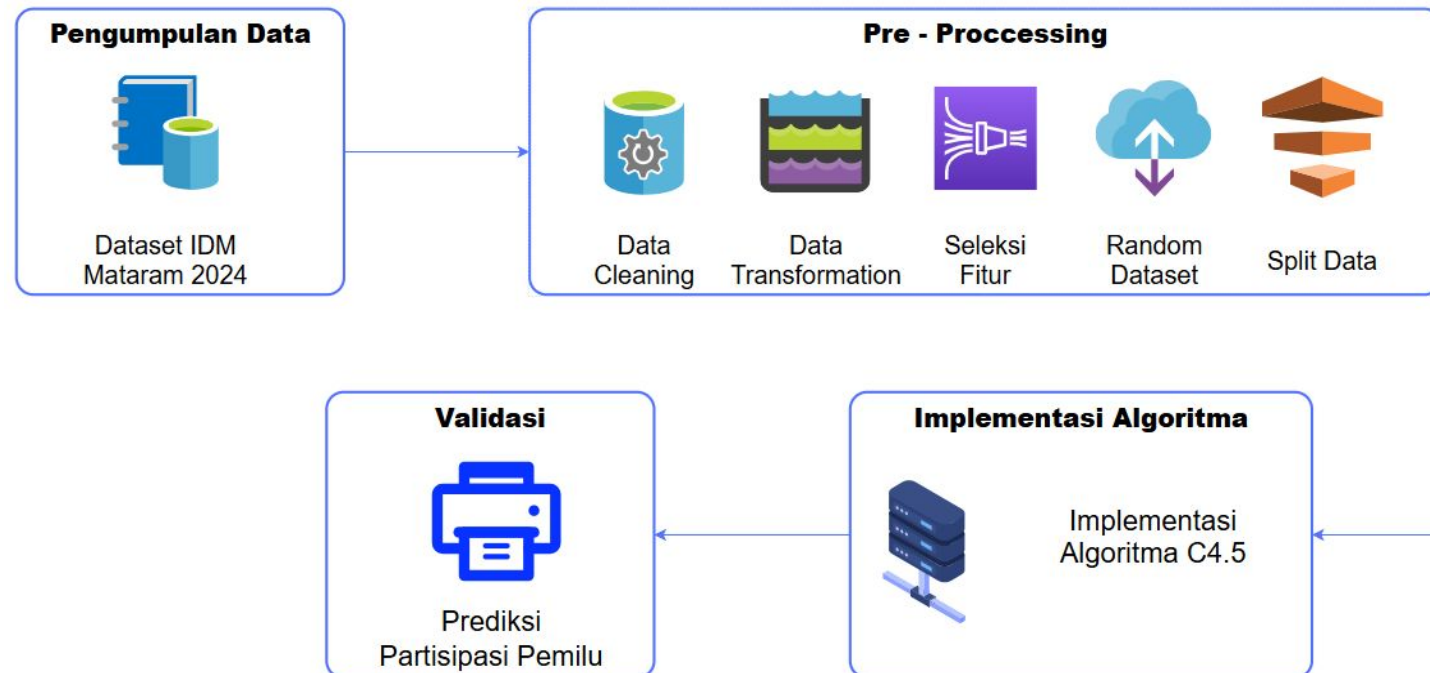 Pengumpulan Data
Dataset IDM
Mataram 2024
Pre - Proccessing
Data
Cleaning
Data
Transformation
Seleksi
Fitur
Random
Dataset
Split Data
Implementasi Algoritma
Implementasi
Algoritma C4.5
Validasi
Prediksi
Partisipasi Pemilu